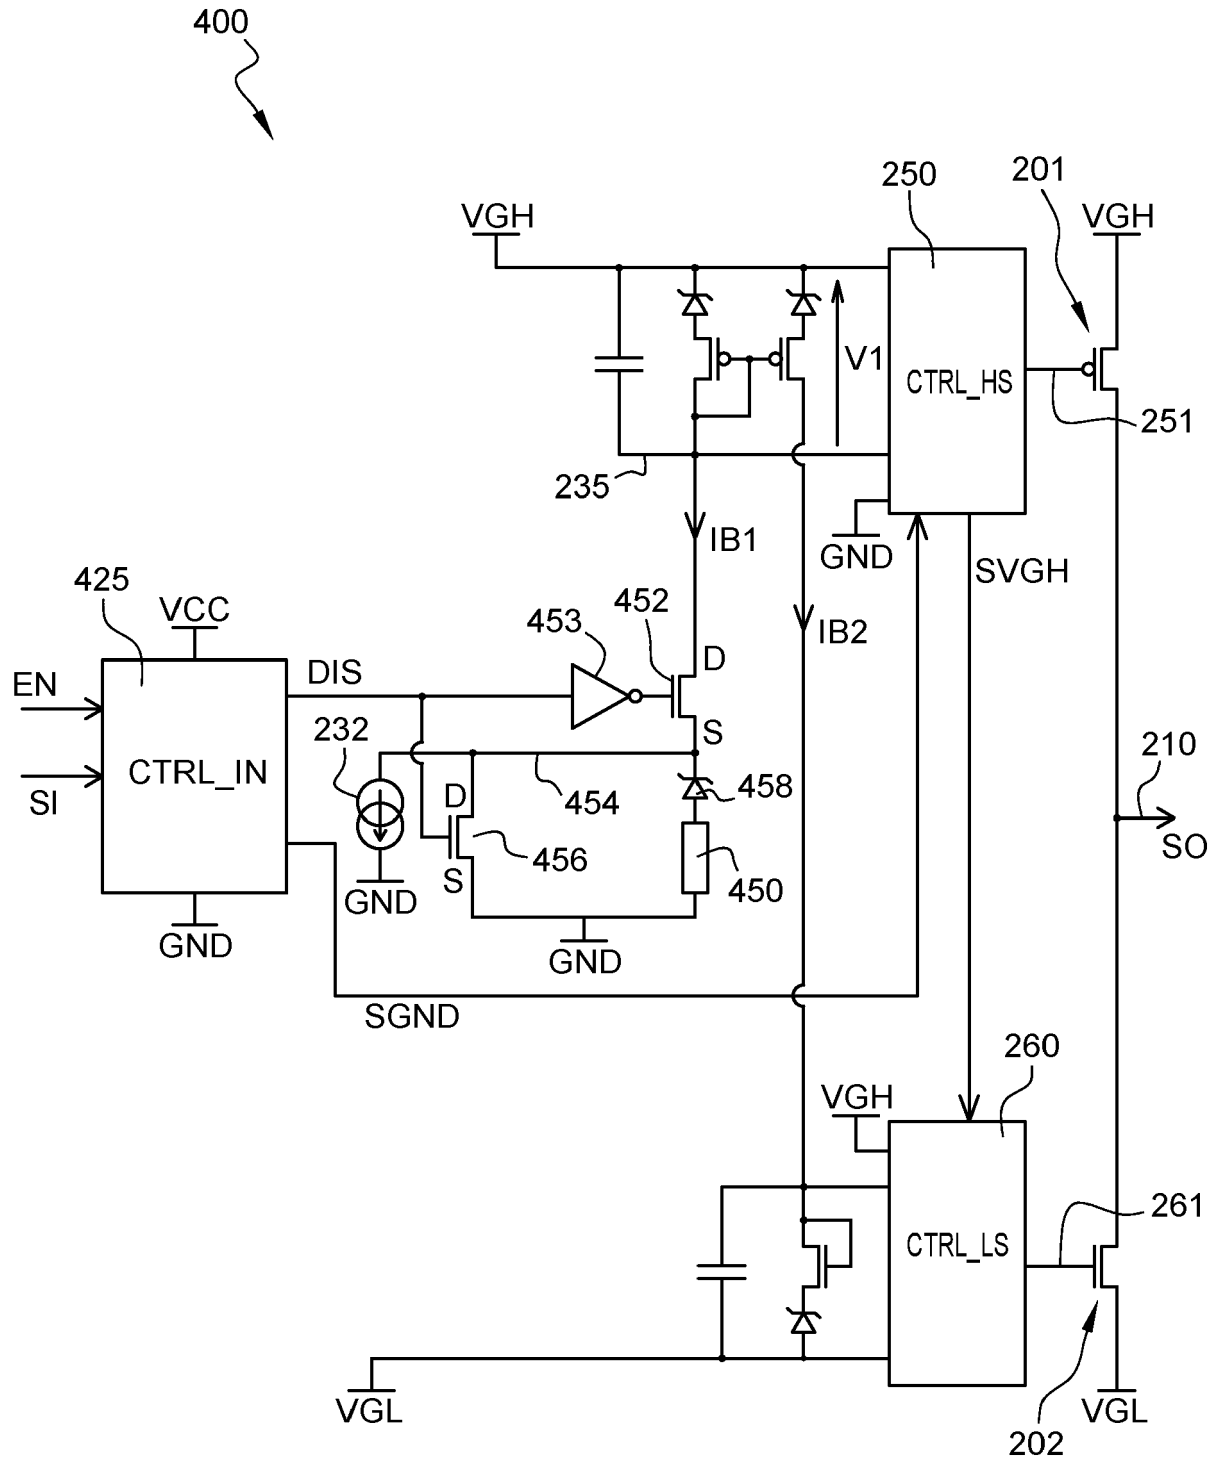 400
250
201
VGH
VGH
V1
CTRL_HS
251
235
GND
IB1
SVGH
425
VCC
453
452
IB2
EN
DIS
D
232
S
210
CTRL_IN
SI
D
454
458
SO
456
S
450
GND
GND
GND
SGND
260
VGH
261
CTRL_LS
VGL
VGL
202